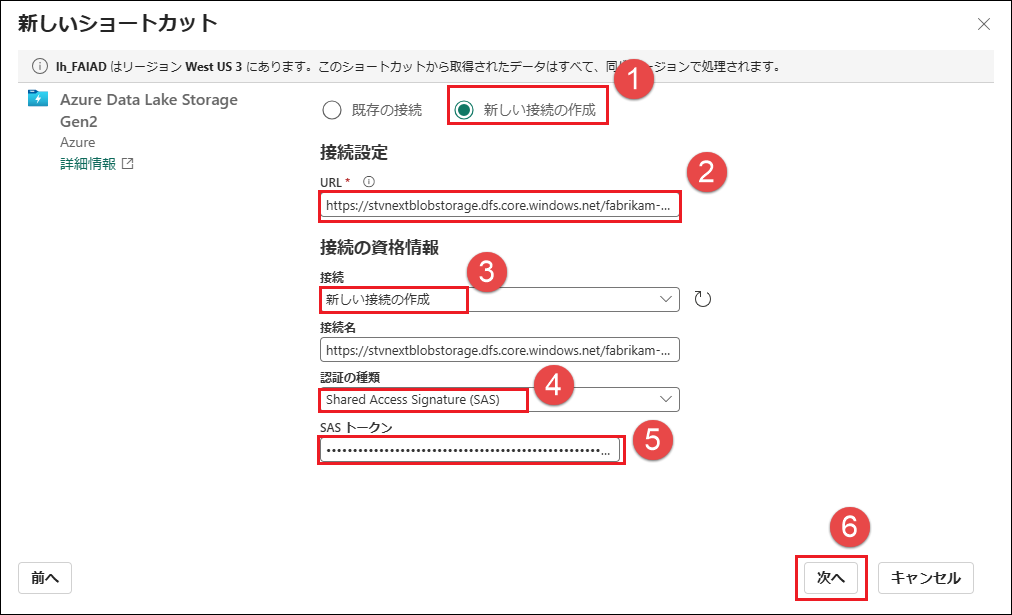 新しいショートカット
lh_FAIAD はリージョン West US 3 にあります。このショートカットから取得されたデータはすべて、同じリージョンで処理されます。
1
Azure Data Lake Storage
Gen2
Azure
詳細情報
既存の接続
新しい接続の作成
接続設定
2
URL *
https://stvnextblobstorage.dfs.core.windows.net/fabrikam-...
接続の資格情報
3
接続
新しい接続の作成
接続名
https://stvnextblobstorage.dfs.core.windows.net/fabrikam-...
4
認証の種類
Shared Access Signature (SAS)
5
SAS トークン
••••••••••••••••••••••••••••••••••••••••••••••••••••...
6
前へ
次へ
キャンセル